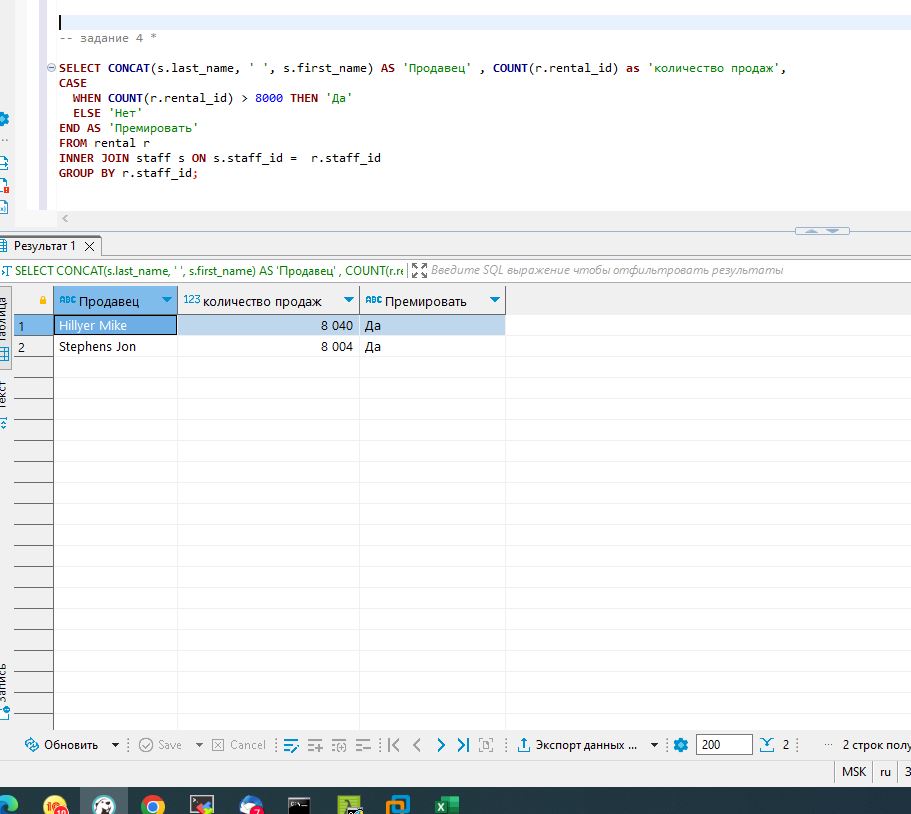 -- задание 4 *
SELECT CONCAT(s.last_name, ' ', s.first_name) AS 'Продавец' , COUNT(r.rental_id) as 'количество продаж',
CASE
WHEN COUNT(r.rental_id) > 8000 THEN 'Да'
ELSE 'Нет'
END AS 'Премировать'
FROM rental r
INNER JOIN staff s ON s.staff_id = r.staff_id
GROUP BY r.staff_id;
Результат 1
SELECT CONCAT(s.last_name, ' ', s.first_name) AS 'Продавец' , COUNT(r.re
Введите SQL выражение чтобы отфильтровать результаты
Таблица
Текст
Запись
ABC Продавец 123 количество продаж ABC Премировать
1 Hillyer Mike 8 040 Да
2 Stephens Jon 8 004 Да
Обновить Save Cancel Экспорт данных ... 200 2 ... 2 строк полу
MSK ru